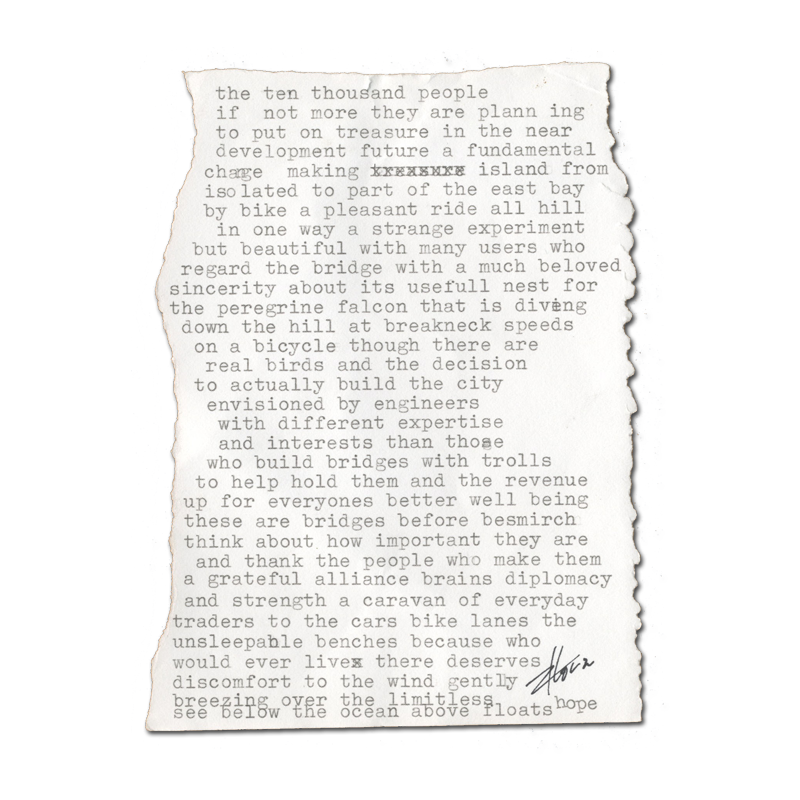 the ten thousand people
if not more they are plann ing
to put on treasure in the near
development future a fundamental
change making treasure island from
isolated to part of the east bay
by bike a pleasant ride all hill
in one way a strange experiment
but beautiful with many users who
regard the bridge with a much beloved
sincerity about its usefull nest for
the peregrine falcon that is diving
down the hill at breakneck speeds
on a bicycle though there are
real birds and the decision
to actually build the city
envisioned by engineers
with different expertise
and interests than those
who build bridges with trolls
to help hold them and the revenue
up for everyones better well being
these are bridges before besmirch
think about how important they are
and thank the people who make them
a grateful alliance brains diplomacy
and strength a caravan of everyday
traders to the cars bike lanes the
unsleepable benches because who
would ever live there deserves
discomfort to the wind gently
breezing over the limitless
see below the ocean above floats hope